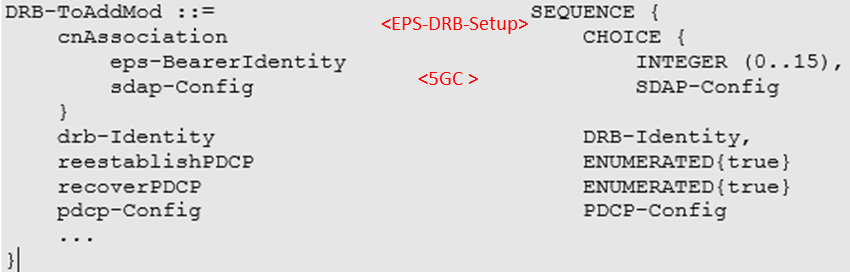 DRB-ToAddMod ::= <EPS-DRB-Setup> SEQUENCE {
cnAssociation CHOICE {
eps-BearerIdentity INTEGER (0..15),
sdap-Config <5GC > SDAP-Config
}
drb-Identity DRB-Identity,
reestablishPDCP ENUMERATED{true}
recoverPDCP ENUMERATED{true}
pdcp-Config PDCP-Config
...
}